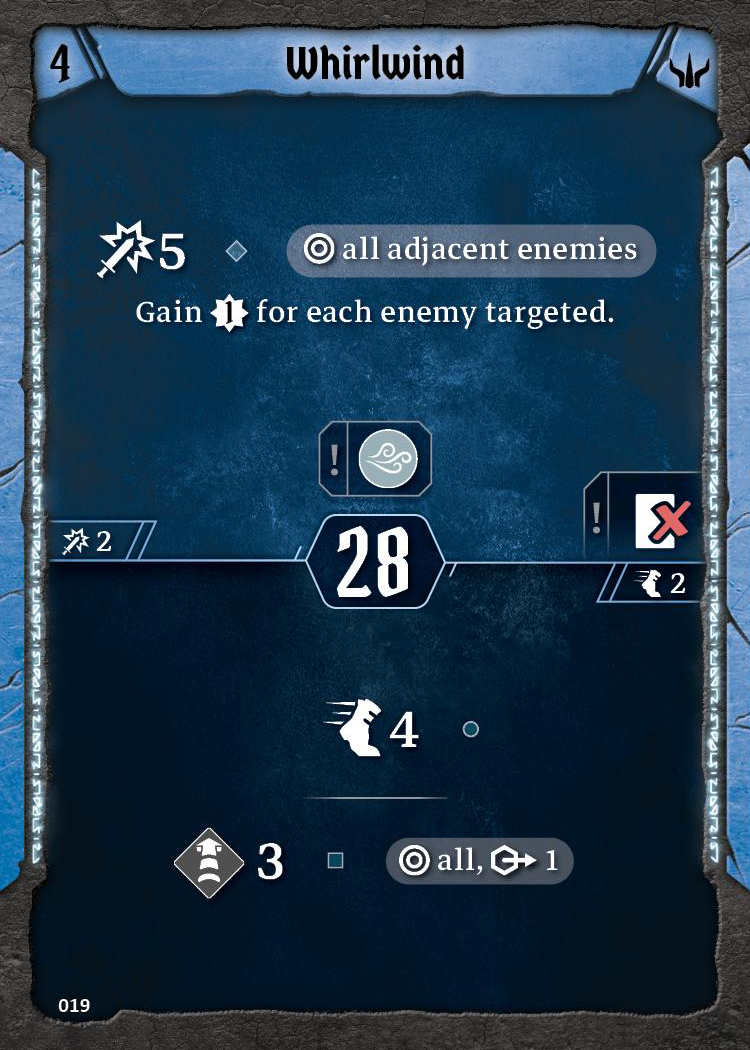 4
Whirlwind
5
all adjacent enemies
Gain 1 for each enemy targeted.
!
!
2
28
2
4
3
all, 1
019